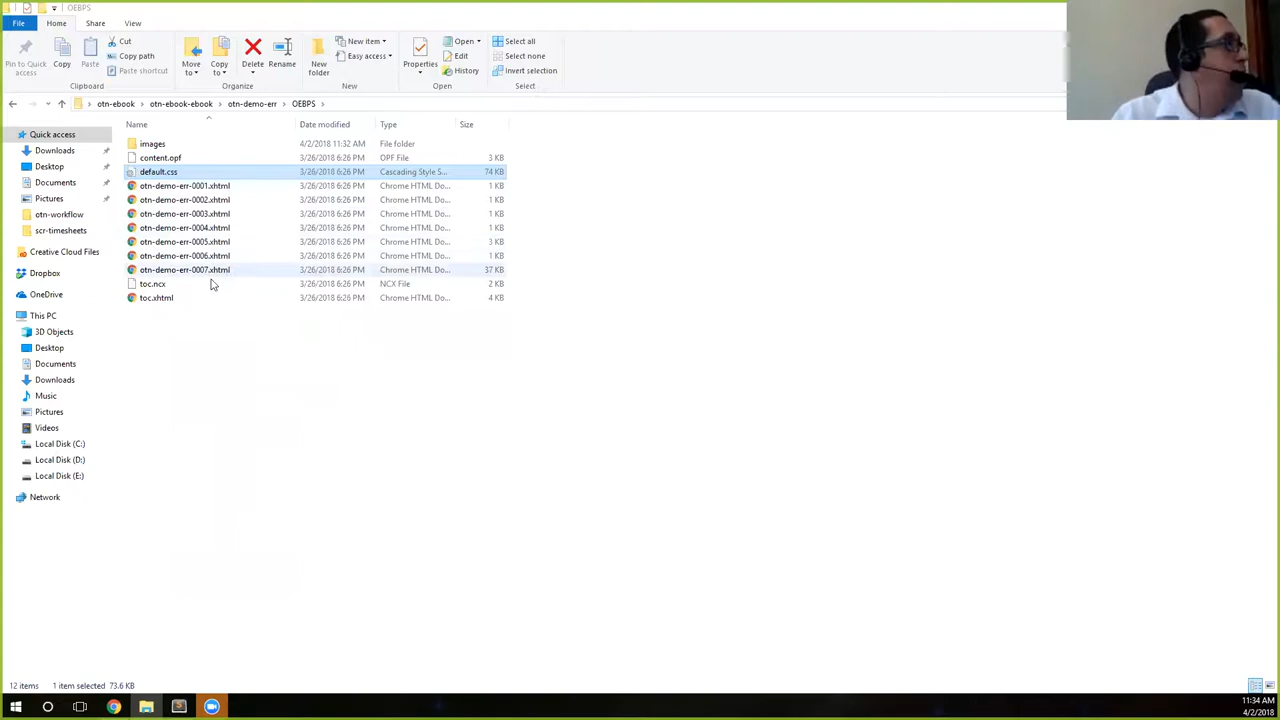 OEBPS
File Home Share View
Pin to Quick access
Copy
Paste
Cut
Copy path
Paste shortcut
Move to
Copy to
Delete
Rename
New folder
New item
Easy access
Properties
Open
Edit
History
Select all
Select none
Invert selection
Clipboard Organize New Open Select
otn-ebook otn-ebook-ebook otn-demo-err OEBPS
Name Date modified Type Size
images 4/2/2018 11:32 AM File folder
content.opf 3/26/2018 6:26 PM OPF File 3 KB
default.css 3/26/2018 6:26 PM Cascading Style S... 74 KB
otn-demo-err-0001.xhtml 3/26/2018 6:26 PM Chrome HTML Do... 1 KB
otn-demo-err-0002.xhtml 3/26/2018 6:26 PM Chrome HTML Do... 1 KB
otn-demo-err-0003.xhtml 3/26/2018 6:26 PM Chrome HTML Do... 1 KB
otn-demo-err-0004.xhtml 3/26/2018 6:26 PM Chrome HTML Do... 1 KB
otn-demo-err-0005.xhtml 3/26/2018 6:26 PM Chrome HTML Do... 3 KB
otn-demo-err-0006.xhtml 3/26/2018 6:26 PM Chrome HTML Do... 1 KB
otn-demo-err-0007.xhtml 3/26/2018 6:26 PM Chrome HTML Do... 37 KB
toc.ncx 3/26/2018 6:26 PM NCX File 2 KB
toc.xhtml 3/26/2018 6:26 PM Chrome HTML Do... 4 KB
Quick access
Downloads
Desktop
Documents
Pictures
otn-workflow
scr-timesheets
Creative Cloud Files
Dropbox
OneDrive
This PC
3D Objects
Desktop
Documents
Downloads
Music
Pictures
Videos
Local Disk (C:)
Local Disk (D:)
Local Disk (E:)
Network
12 items 1 item selected 73.6 KB
11:34 AM
4/2/2018